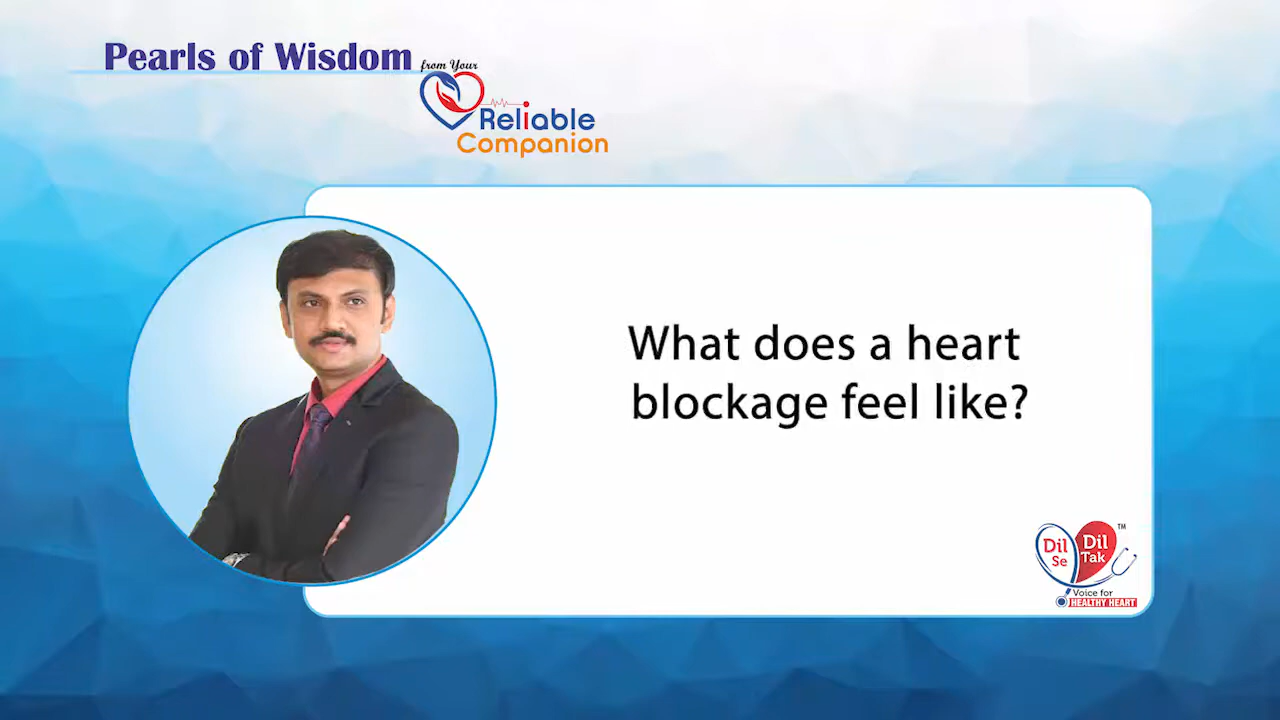 Pearls of Wisdom
from Your
Reliable
Companion
What does a heart
blockage feel like?
Dil Dil
Se Tak
TM
Voice for
HEALTHY HEART